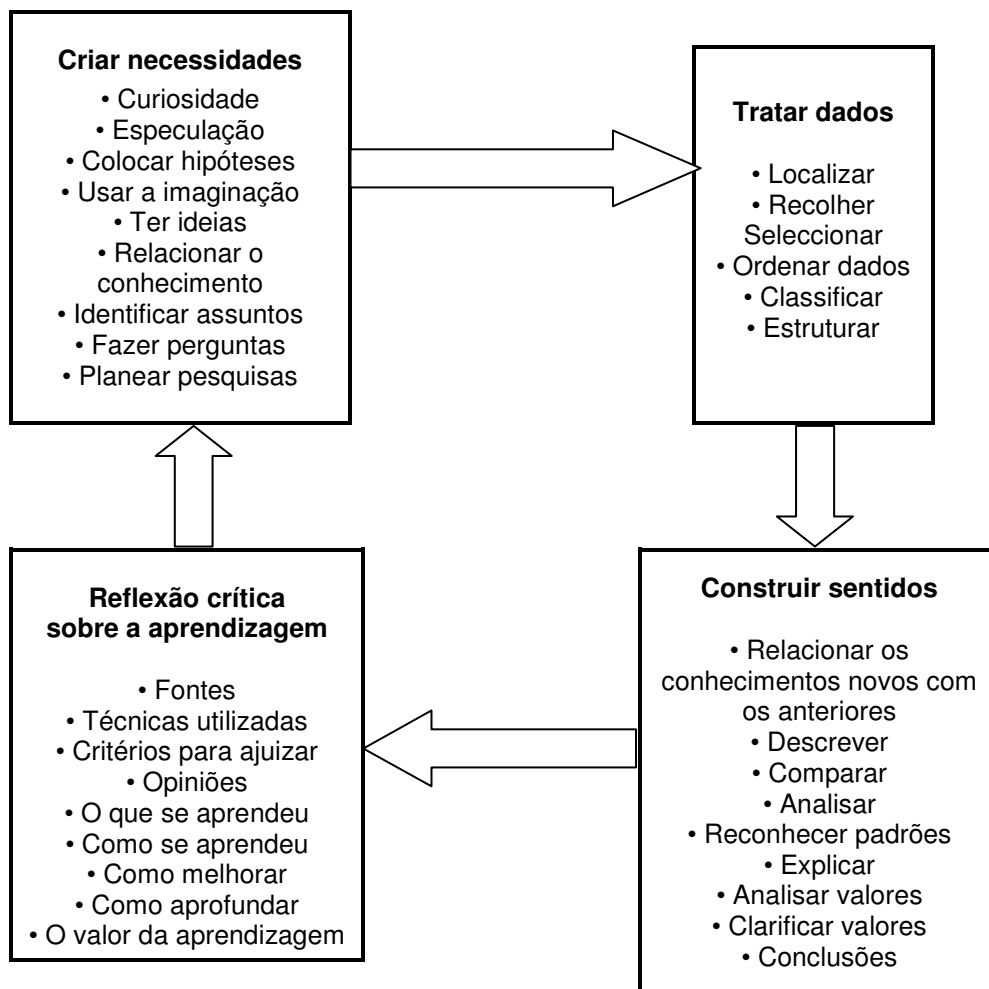 Criar necessidades
• Curiosidade
• Especulação
• Colocar hipóteses
• Usar a imaginação
• Ter ideias
• Relacionar o
conhecimento
• Identificar assuntos
• Fazer perguntas
• Planear pesquisas
Tratar dados
• Localizar
• Recolher
Seleccionar
• Ordenar dados
• Classificar
• Estruturar
Construir sentidos
• Relacionar os
conhecimentos novos com
os anteriores
• Descrever
• Comparar
• Analisar
• Reconhecer padrões
• Explicar
• Analisar valores
• Clarificar valores
• Conclusões
Reflexão crítica
sobre a aprendizagem
• Fontes
• Técnicas utilizadas
• Critérios para ajuizar
• Opiniões
• O que se aprendeu
• Como se aprendeu
• Como melhorar
• Como aprofundar
• O valor da aprendizagem